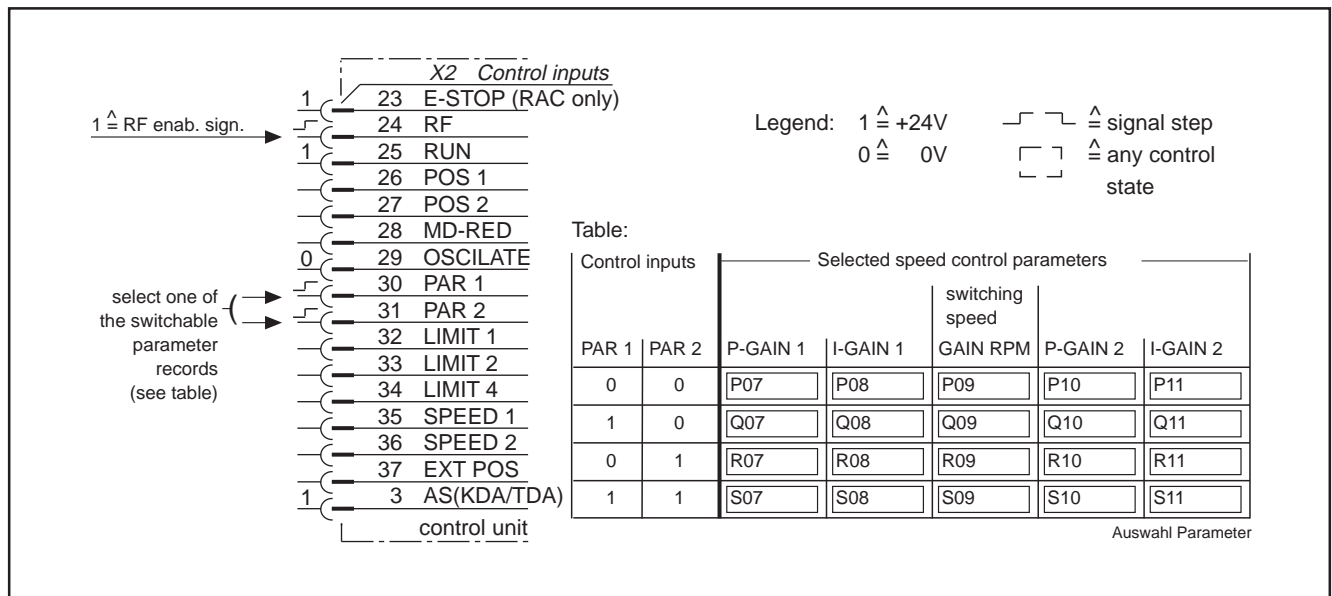 X2 Control inputs
1 23 E-STOP (RAC only)
1 ≙ RF enab. sign.
24 RF
1 25 RUN
26 POS 1
27 POS 2
28 MD-RED
0 29 OSCILATE
30 PAR 1
31 PAR 2
32 LIMIT 1
33 LIMIT 2
34 LIMIT 4
35 SPEED 1
36 SPEED 2
37 EXT POS
1 3 AS(KDA/TDA)
control unit
select one of
the switchable
parameter
records
(see table)
Legend: 1 ≙ +24V
0 ≙ 0V
≙ signal step
≙ any control
state
Table:
Control inputs Selected speed control parameters
switching
speed
PAR 1 PAR 2 P-GAIN 1 I-GAIN 1 GAIN RPM P-GAIN 2 I-GAIN 2
0 0 P07 P08 P09 P10 P11
1 0 Q07 Q08 Q09 Q10 Q11
0 1 R07 R08 R09 R10 R11
1 1 S07 S08 S09 S10 S11
Auswahl Parameter